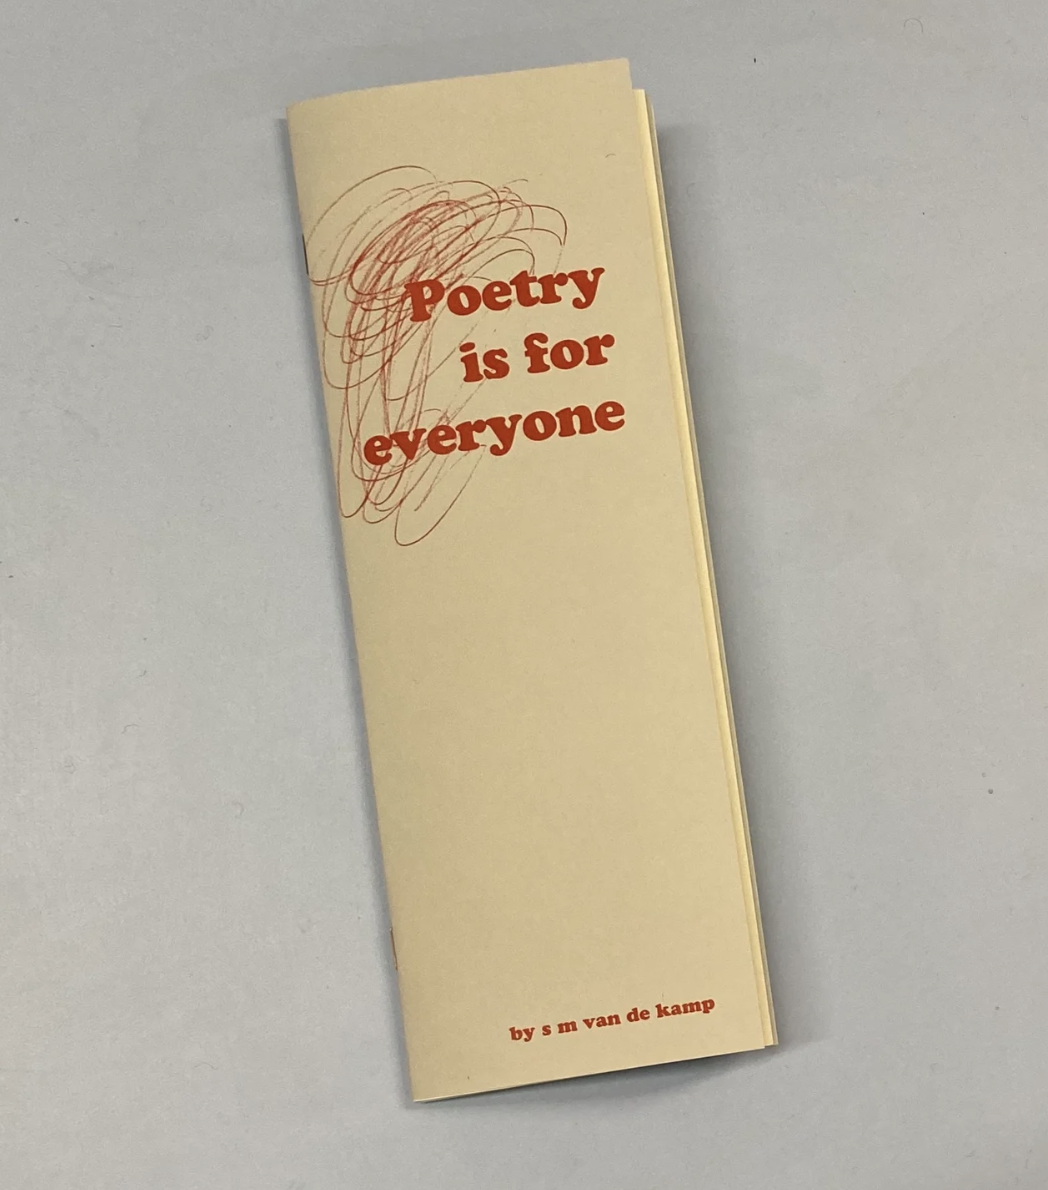 Poetry
is for
everyone
by s m van de kamp